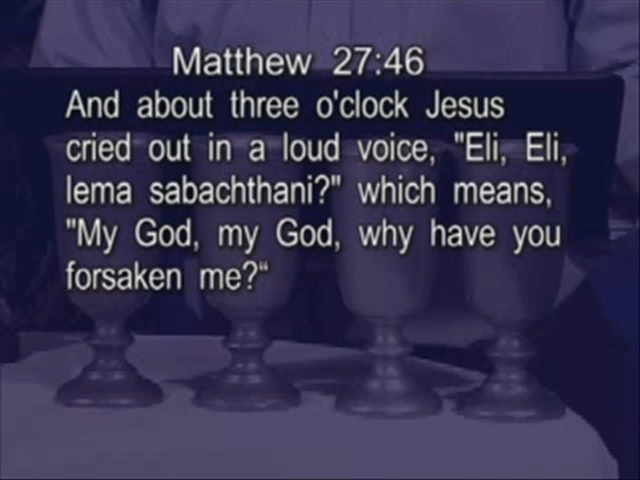 Matthew 27:46
And about three o'clock Jesus
cried out in a loud voice, "Eli, Eli,
lema sabachthani?" which means,
"My God, my God, why have you
forsaken me?“